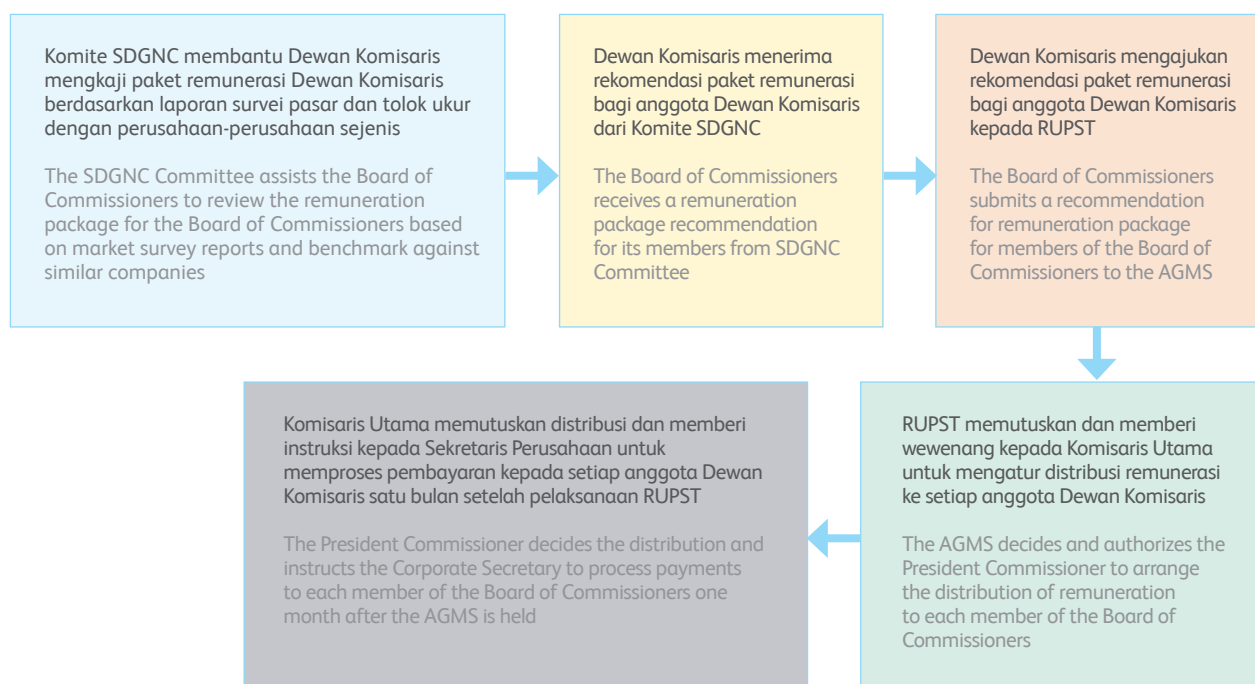 Komite SDGNC membantu Dewan Komisaris
mengkaji paket remunerasi Dewan Komisaris
berdasarkan laporan survei pasar dan tolok ukur
dengan perusahaan-perusahaan sejenis
The SDGNC Committee assists the Board of
Commissioners to review the remuneration
package for the Board of Commissioners based
on market survey reports and benchmark against
similar companies
Dewan Komisaris menerima
rekomendasi paket remunerasi
bagi anggota Dewan Komisaris
dari Komite SDGNC
The Board of Commissioners
receives a remuneration
package recommendation
for its members from SDGNC
Committee
Dewan Komisaris mengajukan
rekomendasi paket remunerasi
bagi anggota Dewan Komisaris
kepada RUPST
The Board of Commissioners
submits a recommendation
for remuneration package
for members of the Board of
Commissioners to the AGMS
RUPST memutuskan dan memberi
wewenang kepada Komisaris Utama
untuk mengatur distribusi remunerasi
ke setiap anggota Dewan Komisaris
The AGMS decides and authorizes the
President Commissioner to arrange
the distribution of remuneration
to each member of the Board of
Commissioners
Komisaris Utama memutuskan distribusi dan memberi
instruksi kepada Sekretaris Perusahaan untuk
memproses pembayaran kepada setiap anggota Dewan
Komisaris satu bulan setelah pelaksanaan RUPST
The President Commissioner decides the distribution and
instructs the Corporate Secretary to process payments
to each member of the Board of Commissioners one
month after the AGMS is held